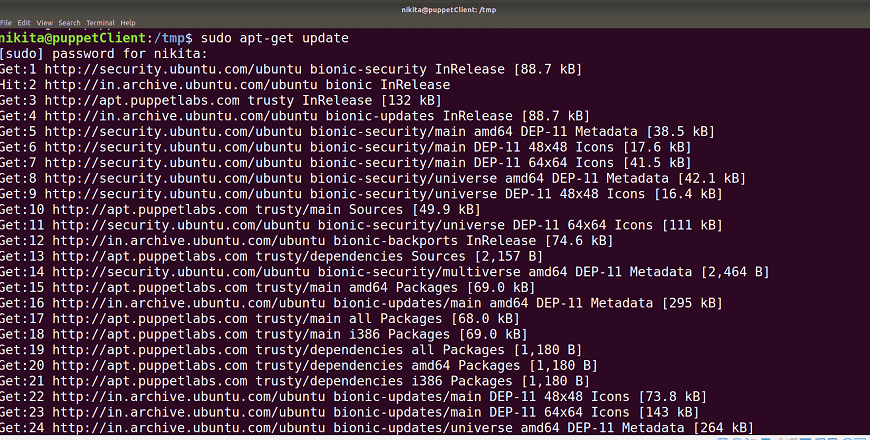 nikita@puppetClient: /tmp
File Edit View Search Terminal Help
nikita@puppetClient:/tmp$ sudo apt-get update
[sudo] password for nikita:
Get:1 http://security.ubuntu.com/ubuntu bionic-security InRelease [88.7 kB]
Hit:2 http://in.archive.ubuntu.com/ubuntu bionic InRelease
Get:3 http://apt.puppetlabs.com trusty InRelease [132 kB]
Get:4 http://in.archive.ubuntu.com/ubuntu bionic-updates InRelease [88.7 kB]
Get:5 http://security.ubuntu.com/ubuntu bionic-security/main amd64 DEP-11 Metadata [38.5 kB]
Get:6 http://security.ubuntu.com/ubuntu bionic-security/main DEP-11 48x48 Icons [17.6 kB]
Get:7 http://security.ubuntu.com/ubuntu bionic-security/main DEP-11 64x64 Icons [41.5 kB]
Get:8 http://security.ubuntu.com/ubuntu bionic-security/universe amd64 DEP-11 Metadata [42.1 kB]
Get:9 http://security.ubuntu.com/ubuntu bionic-security/universe DEP-11 48x48 Icons [16.4 kB]
Get:10 http://apt.puppetlabs.com trusty/main Sources [49.9 kB]
Get:11 http://security.ubuntu.com/ubuntu bionic-security/universe DEP-11 64x64 Icons [111 kB]
Get:12 http://in.archive.ubuntu.com/ubuntu bionic-backports InRelease [74.6 kB]
Get:13 http://apt.puppetlabs.com trusty/dependencies Sources [2,157 B]
Get:14 http://security.ubuntu.com/ubuntu bionic-security/multiverse amd64 DEP-11 Metadata [2,464 B]
Get:15 http://apt.puppetlabs.com trusty/main amd64 Packages [69.0 kB]
Get:16 http://in.archive.ubuntu.com/ubuntu bionic-updates/main amd64 DEP-11 Metadata [295 kB]
Get:17 http://apt.puppetlabs.com trusty/main all Packages [68.0 kB]
Get:18 http://apt.puppetlabs.com trusty/main i386 Packages [69.0 kB]
Get:19 http://apt.puppetlabs.com trusty/dependencies all Packages [1,180 B]
Get:20 http://apt.puppetlabs.com trusty/dependencies amd64 Packages [1,180 B]
Get:21 http://apt.puppetlabs.com trusty/dependencies i386 Packages [1,180 B]
Get:22 http://in.archive.ubuntu.com/ubuntu bionic-updates/main DEP-11 48x48 Icons [73.8 kB]
Get:23 http://in.archive.ubuntu.com/ubuntu bionic-updates/main DEP-11 64x64 Icons [143 kB]
Get:24 http://in.archive.ubuntu.com/ubuntu bionic-updates/universe amd64 DEP-11 Metadata [264 kB]